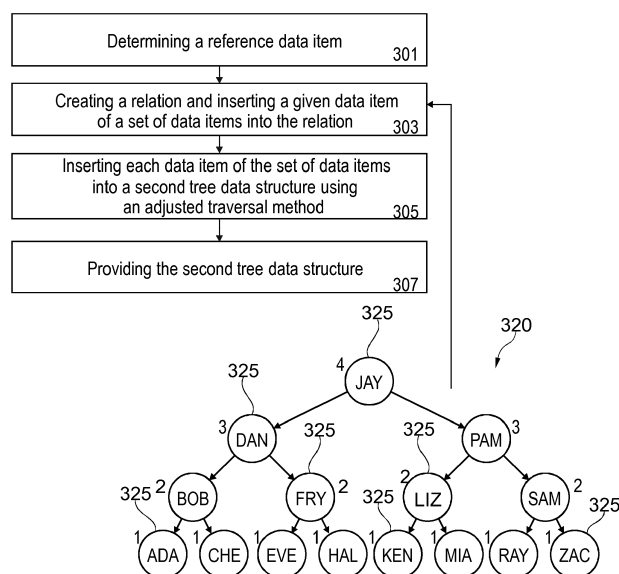 Determining a reference data item
301
Creating a relation and inserting a given data item
of a set of data items into the relation
303
Inserting each data item of the set of data items
into a second tree data structure using
an adjusted traversal method
305
Providing the second tree data structure
307
325
320
4 JAY
325
3 DAN
325
325
PAM 3
2 BOB
FRY 2
2 LIZ
SAM 2
325
325
325
1 ADA
1 CHE
1 EVE
1 HAL
1 KEN
1 MIA
1 RAY
1 ZAC